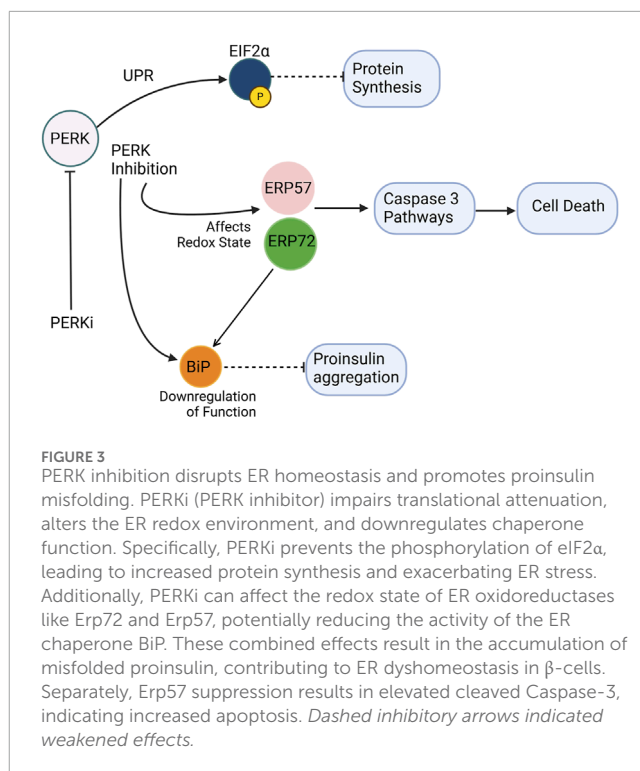 EIF2α
UPR
P
Protein
Synthesis
PERK
PERK
Inhibition
ERP57
Affects
Redox State
ERP72
Caspase 3
Pathways
Cell Death
PERKi
BiP
Proinsulin
aggregation
Downregulation
of Function
FIGURE 3
PERK inhibition disrupts ER homeostasis and promotes proinsulin
misfolding. PERKi (PERK inhibitor) impairs translational attenuation,
alters the ER redox environment, and downregulates chaperone
function. Specifically, PERKi prevents the phosphorylation of eIF2α,
leading to increased protein synthesis and exacerbating ER stress.
Additionally, PERKi can affect the redox state of ER oxidoreductases
like Erp72 and Erp57, potentially reducing the activity of the ER
chaperone BiP. These combined effects result in the accumulation of
misfolded proinsulin, contributing to ER dyshomeostasis in β-cells.
Separately, Erp57 suppression results in elevated cleaved Caspase-3,
indicating increased apoptosis. Dashed inhibitory arrows indicated
weakened effects.